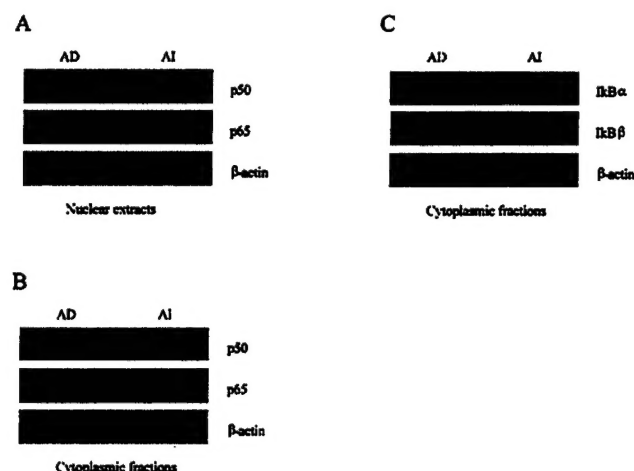 A
AD AI
p50
p65
β-actin
Nuclear extracts
B
AD AI
p50
p65
β-actin
Cytoplasmic fractions
C
AD AI
IkBα
IkBβ
β-actin
Cytoplasmic fractions